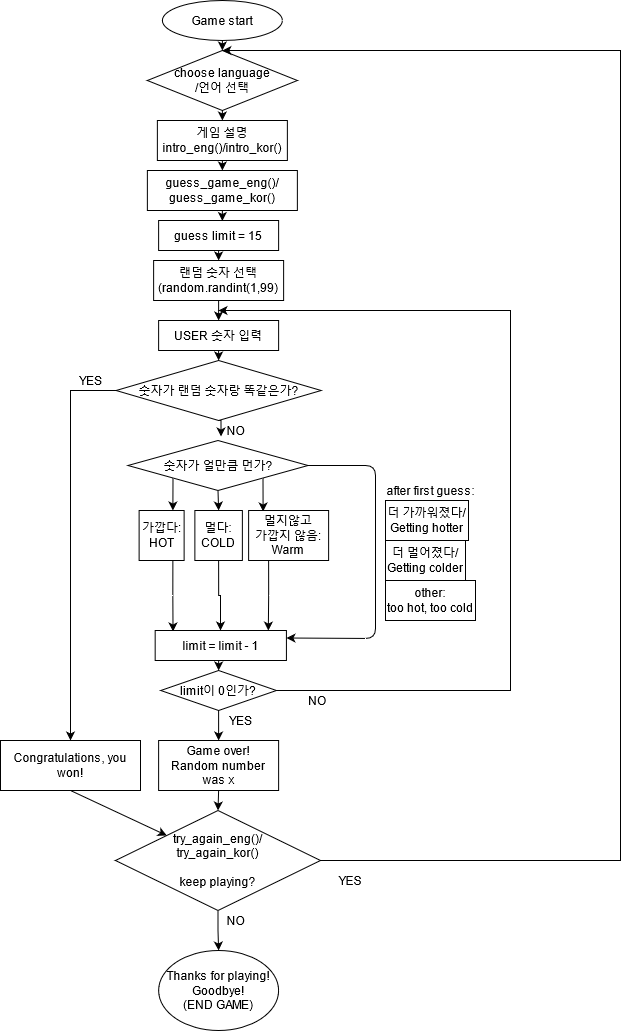 Game start
choose language
/언어 선택
게임 설명
intro_eng()/intro_kor()
guess_game_eng()/
guess_game_kor()
guess limit = 15
랜덤 숫자 선택
(random.randint(1,99)
USER 숫자 입력
YES
숫자가 랜덤 숫자랑 똑같은가?
NO
숫자가 얼만큼 먼가?
가깝다:
HOT
멀다:
COLD
멀지않고
가깝지 않음:
Warm
after first guess:
더 가까워졌다/
Getting hotter
더 멀어졌다/
Getting colder
other:
too hot, too cold
limit = limit - 1
limit이 0인가?
NO
YES
Congratulations, you
won!
Game over!
Random number
was x
try_again_eng()/
try_again_kor()
keep playing?
YES
NO
Thanks for playing!
Goodbye!
(END GAME)